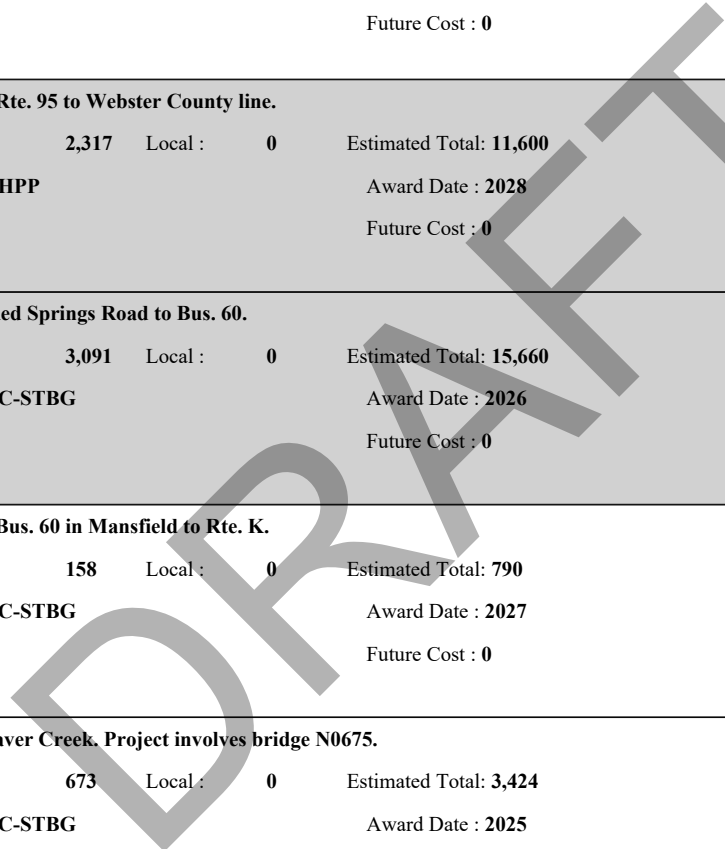 Future Cost : 0
Rte. 95 to Webster County line.
2,317 Local : 0 Estimated Total: 11,600
HPP Award Date : 2028
Future Cost : 0
ed Springs Road to Bus. 60.
3,091 Local : 0 Estimated Total: 15,660
C-STBG Award Date : 2026
Future Cost : 0
Bus. 60 in Mansfield to Rte. K.
158 Local : 0 Estimated Total: 790
C-STBG Award Date : 2027
Future Cost : 0
aver Creek. Project involves bridge N0675.
673 Local : 0 Estimated Total: 3,424
C-STBG Award Date : 2025
DRAFT